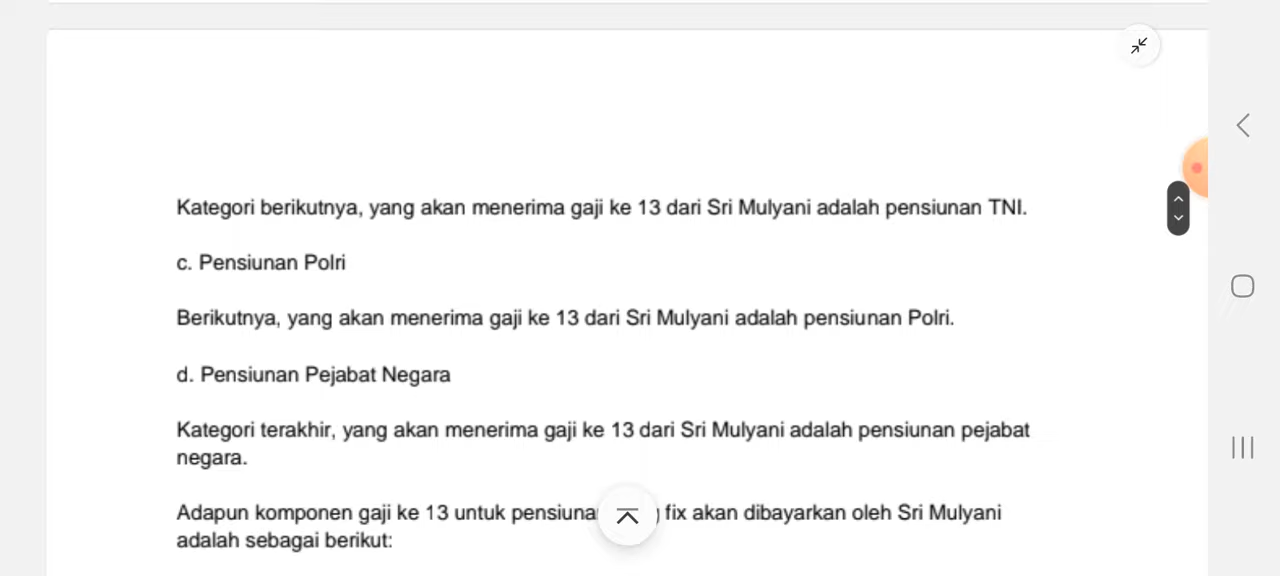 Kategori berikutnya, yang akan menerima gaji ke 13 dari Sri Mulyani adalah pensiunan TNI.
c. Pensiunan Polri
Berikutnya, yang akan menerima gaji ke 13 dari Sri Mulyani adalah pensiunan Polri.
d. Pensiunan Pejabat Negara
Kategori terakhir, yang akan menerima gaji ke 13 dari Sri Mulyani adalah pensiunan pejabat
negara.
Adapun komponen gaji ke 13 untuk fix akan dibayarkan oleh Sri Mulyani
adalah sebagai berikut: